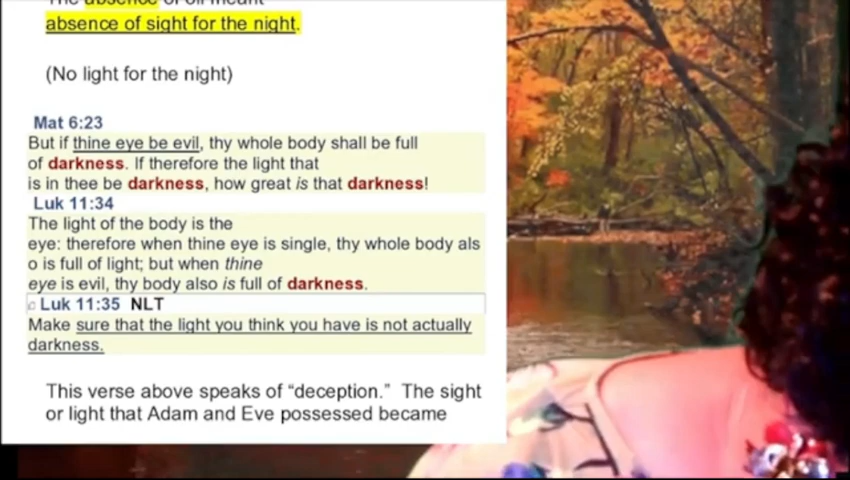 The absence of oil meant
absence of sight for the night.
(No light for the night)
Mat 6:23
But if thine eye be evil, thy whole body shall be full
of darkness. If therefore the light that
is in thee be darkness, how great is that darkness!
Luk 11:34
The light of the body is the
eye: therefore when thine eye is single, thy whole body als
o is full of light; but when thine
eye is evil, thy body also is full of darkness.
Luk 11:35 NLT
Make sure that the light you think you have is not actually
darkness.
This verse above speaks of “deception.” The sight
or light that Adam and Eve possessed became